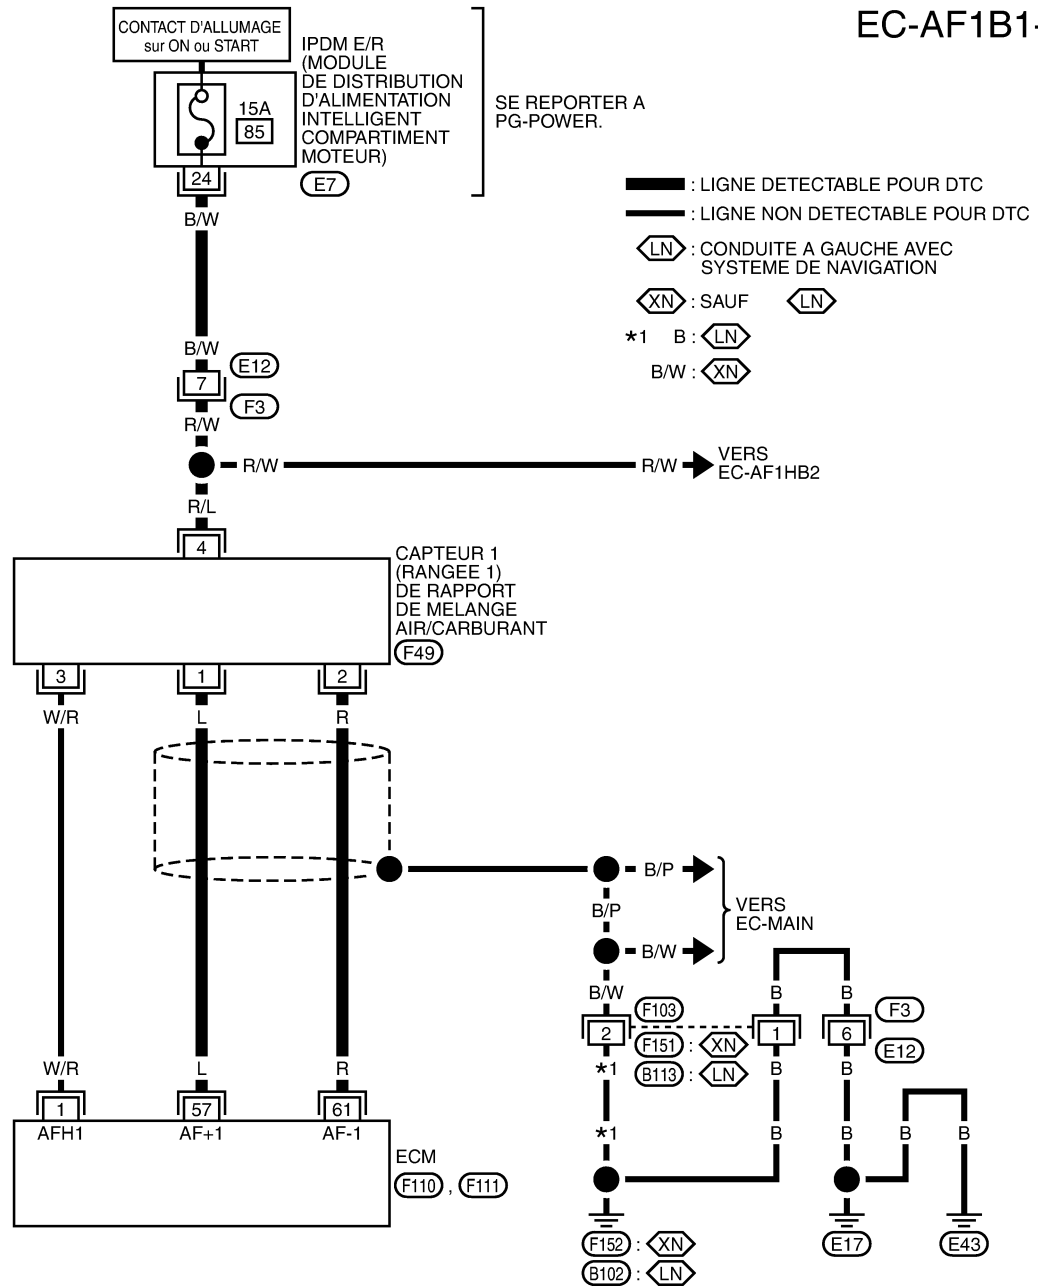 EC-AF1B1-
CONTACT D'ALLUMAGE
sur ON ou START
IPDM E/R
(MODULE
DE DISTRIBUTION
D'ALIMENTATION
INTELLIGENT
COMPARTIMENT
MOTEUR)
E7
15A
85
24
SE REPORTER A
PG-POWER.
: LIGNE DETECTABLE POUR DTC
: LIGNE NON DETECTABLE POUR DTC
LN : CONDUITE A GAUCHE AVEC
SYSTEME DE NAVIGATION
XN : SAUF LN
*1 B : LN
B/W : XN
B/W
B/W
E12
7
F3
R/W
R/W R/W
VERS
EC-AF1HB2
R/L
4
CAPTEUR 1
(RANGEE 1)
DE RAPPORT
DE MELANGE
AIR/CARBURANT
F49
3 1 2
W/R L R
B/P
VERS
EC-MAIN
B/P
B/W
B/W B B
F103 F3
2 1 6
F151 : XN E12
B113 : LN
*1 B B
W/R L R
1 57 61
AFH1 AF+1 AF-1
*1 B B B B
ECM
F110 , F111
F152 : XN E17 E43
B102 : LN